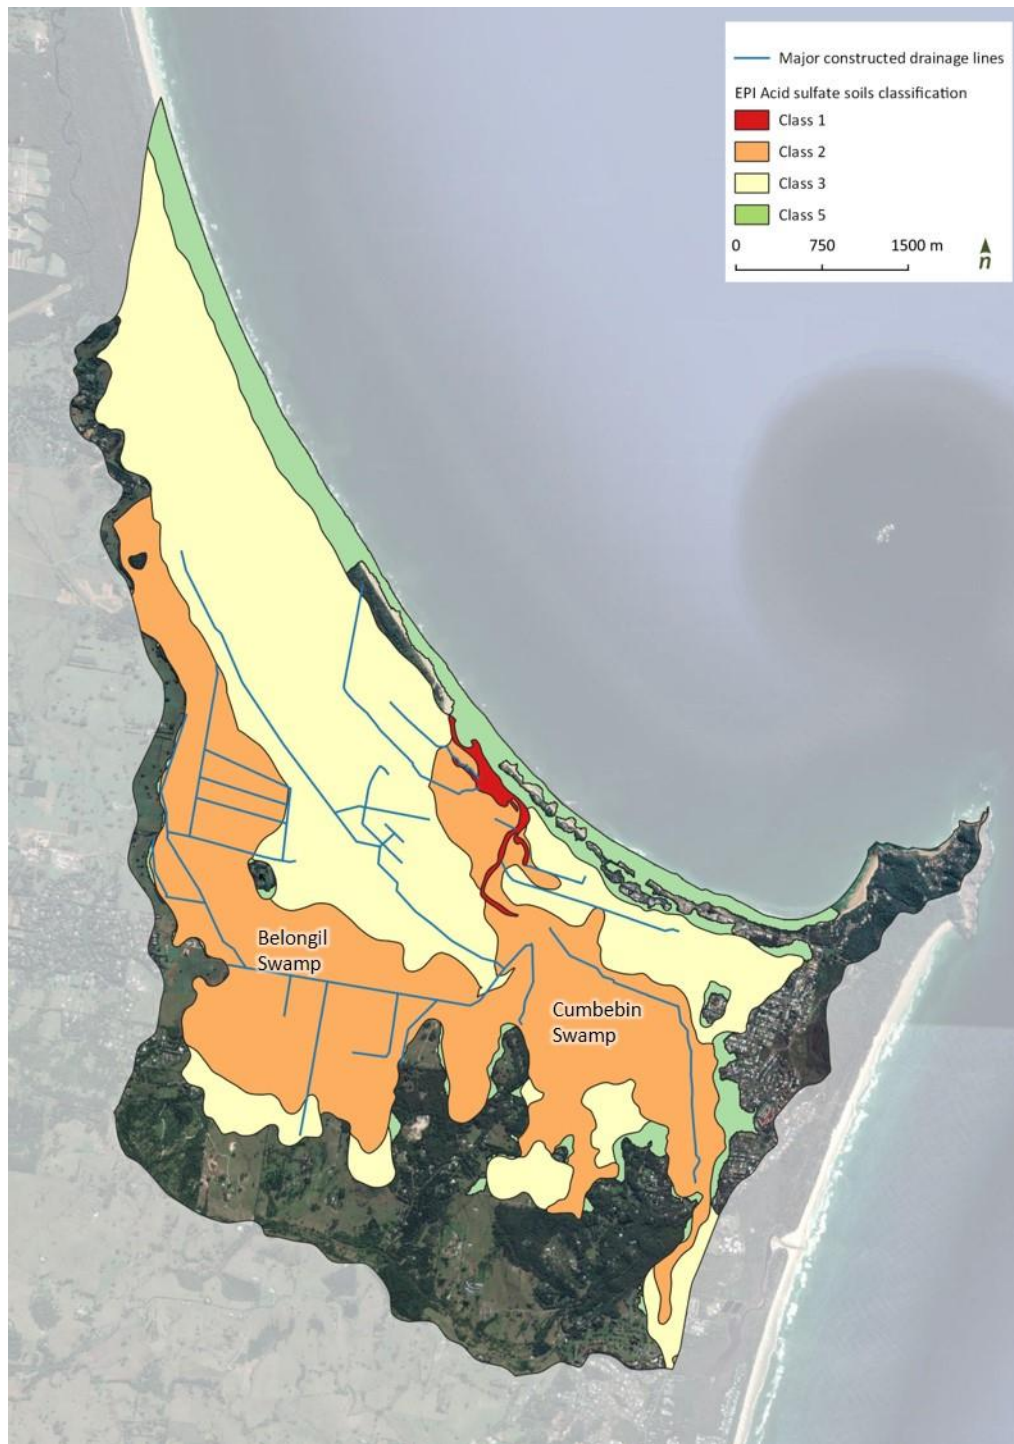 Major constructed drainage lines
EPI Acid sulfate soils classification
Class 1
Class 2
Class 3
Class 5
0 750 1500 m
n
Belongil
Swamp
Cumbebin
Swamp